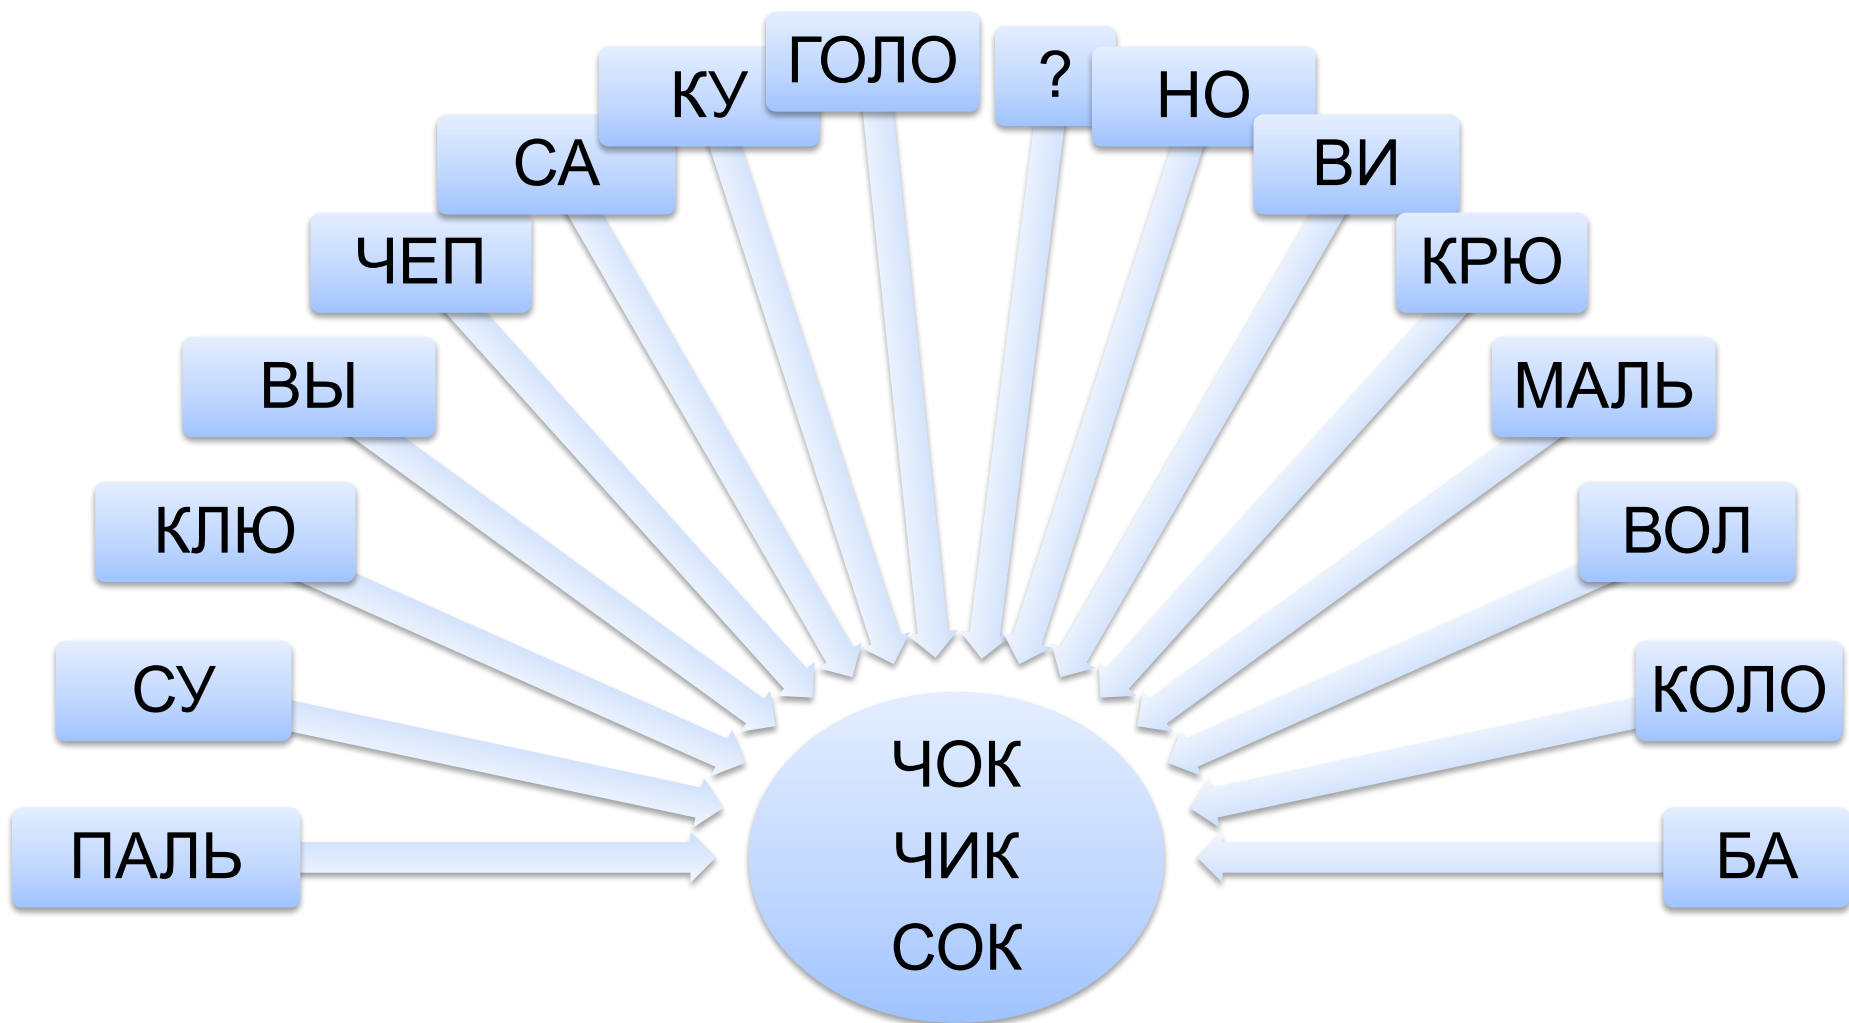 ПАЛЬ
СУ
КЛЮ
ВЫ
ЧЕП
СА
КУ
ГОЛО
?
НО
ВИ
КРЮ
МАЛЬ
ВОЛ
КОЛО
БА
ЧОК
ЧИК
СОК